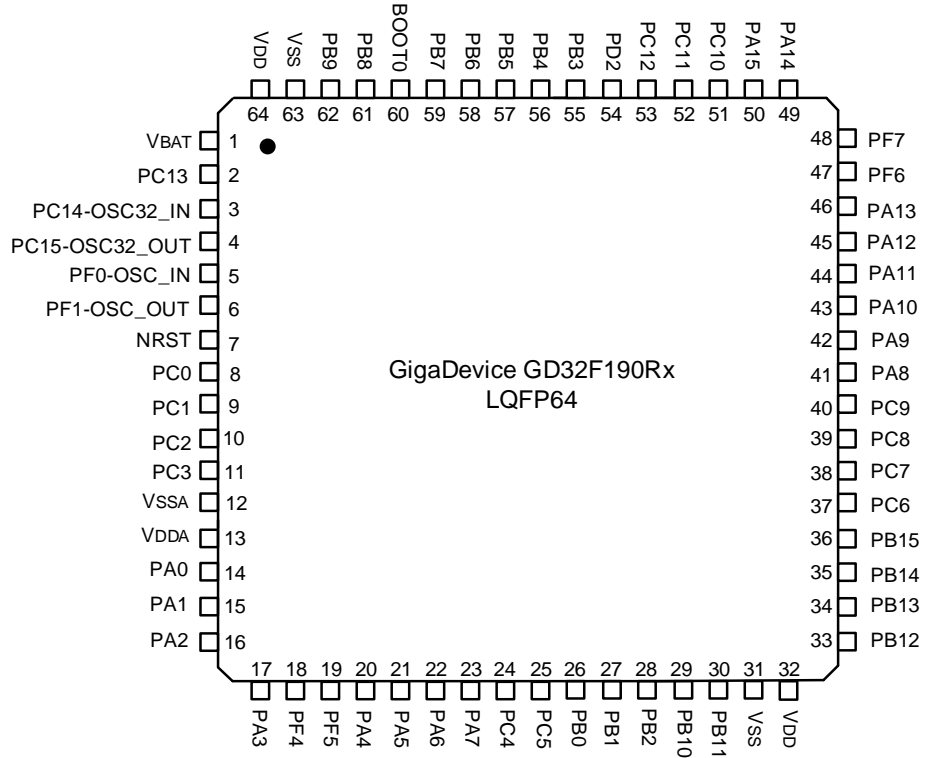 VDD VSS PB9 PB8 BOOT0 PB7 PB6 PB5 PB4 PB3 PD2 PC12 PC11 PC10 PA15 PA14
64 63 62 61 60 59 58 57 56 55 54 53 52 51 50 49
VBAT 1 48 PF7
PC13 2 47 PF6
PC14-OSC32_IN 3 46 PA13
PC15-OSC32_OUT 4 45 PA12
PF0-OSC_IN 5 44 PA11
PF1-OSC_OUT 6 43 PA10
NRST 7 42 PA9
PC0 8 41 PA8
GigaDevice GD32F190Rx
LQFP64
PC1 9 40 PC9
PC2 10 39 PC8
PC3 11 38 PC7
VSSA 12 37 PC6
VDDA 13 36 PB15
PA0 14 35 PB14
PA1 15 34 PB13
PA2 16 33 PB12
17 18 19 20 21 22 23 24 25 26 27 28 29 30 31 32
PA3 PF4 PF5 PA4 PA5 PA6 PA7 PC4 PC5 PB0 PB1 PB2 PB10 PB11 VSS VDD